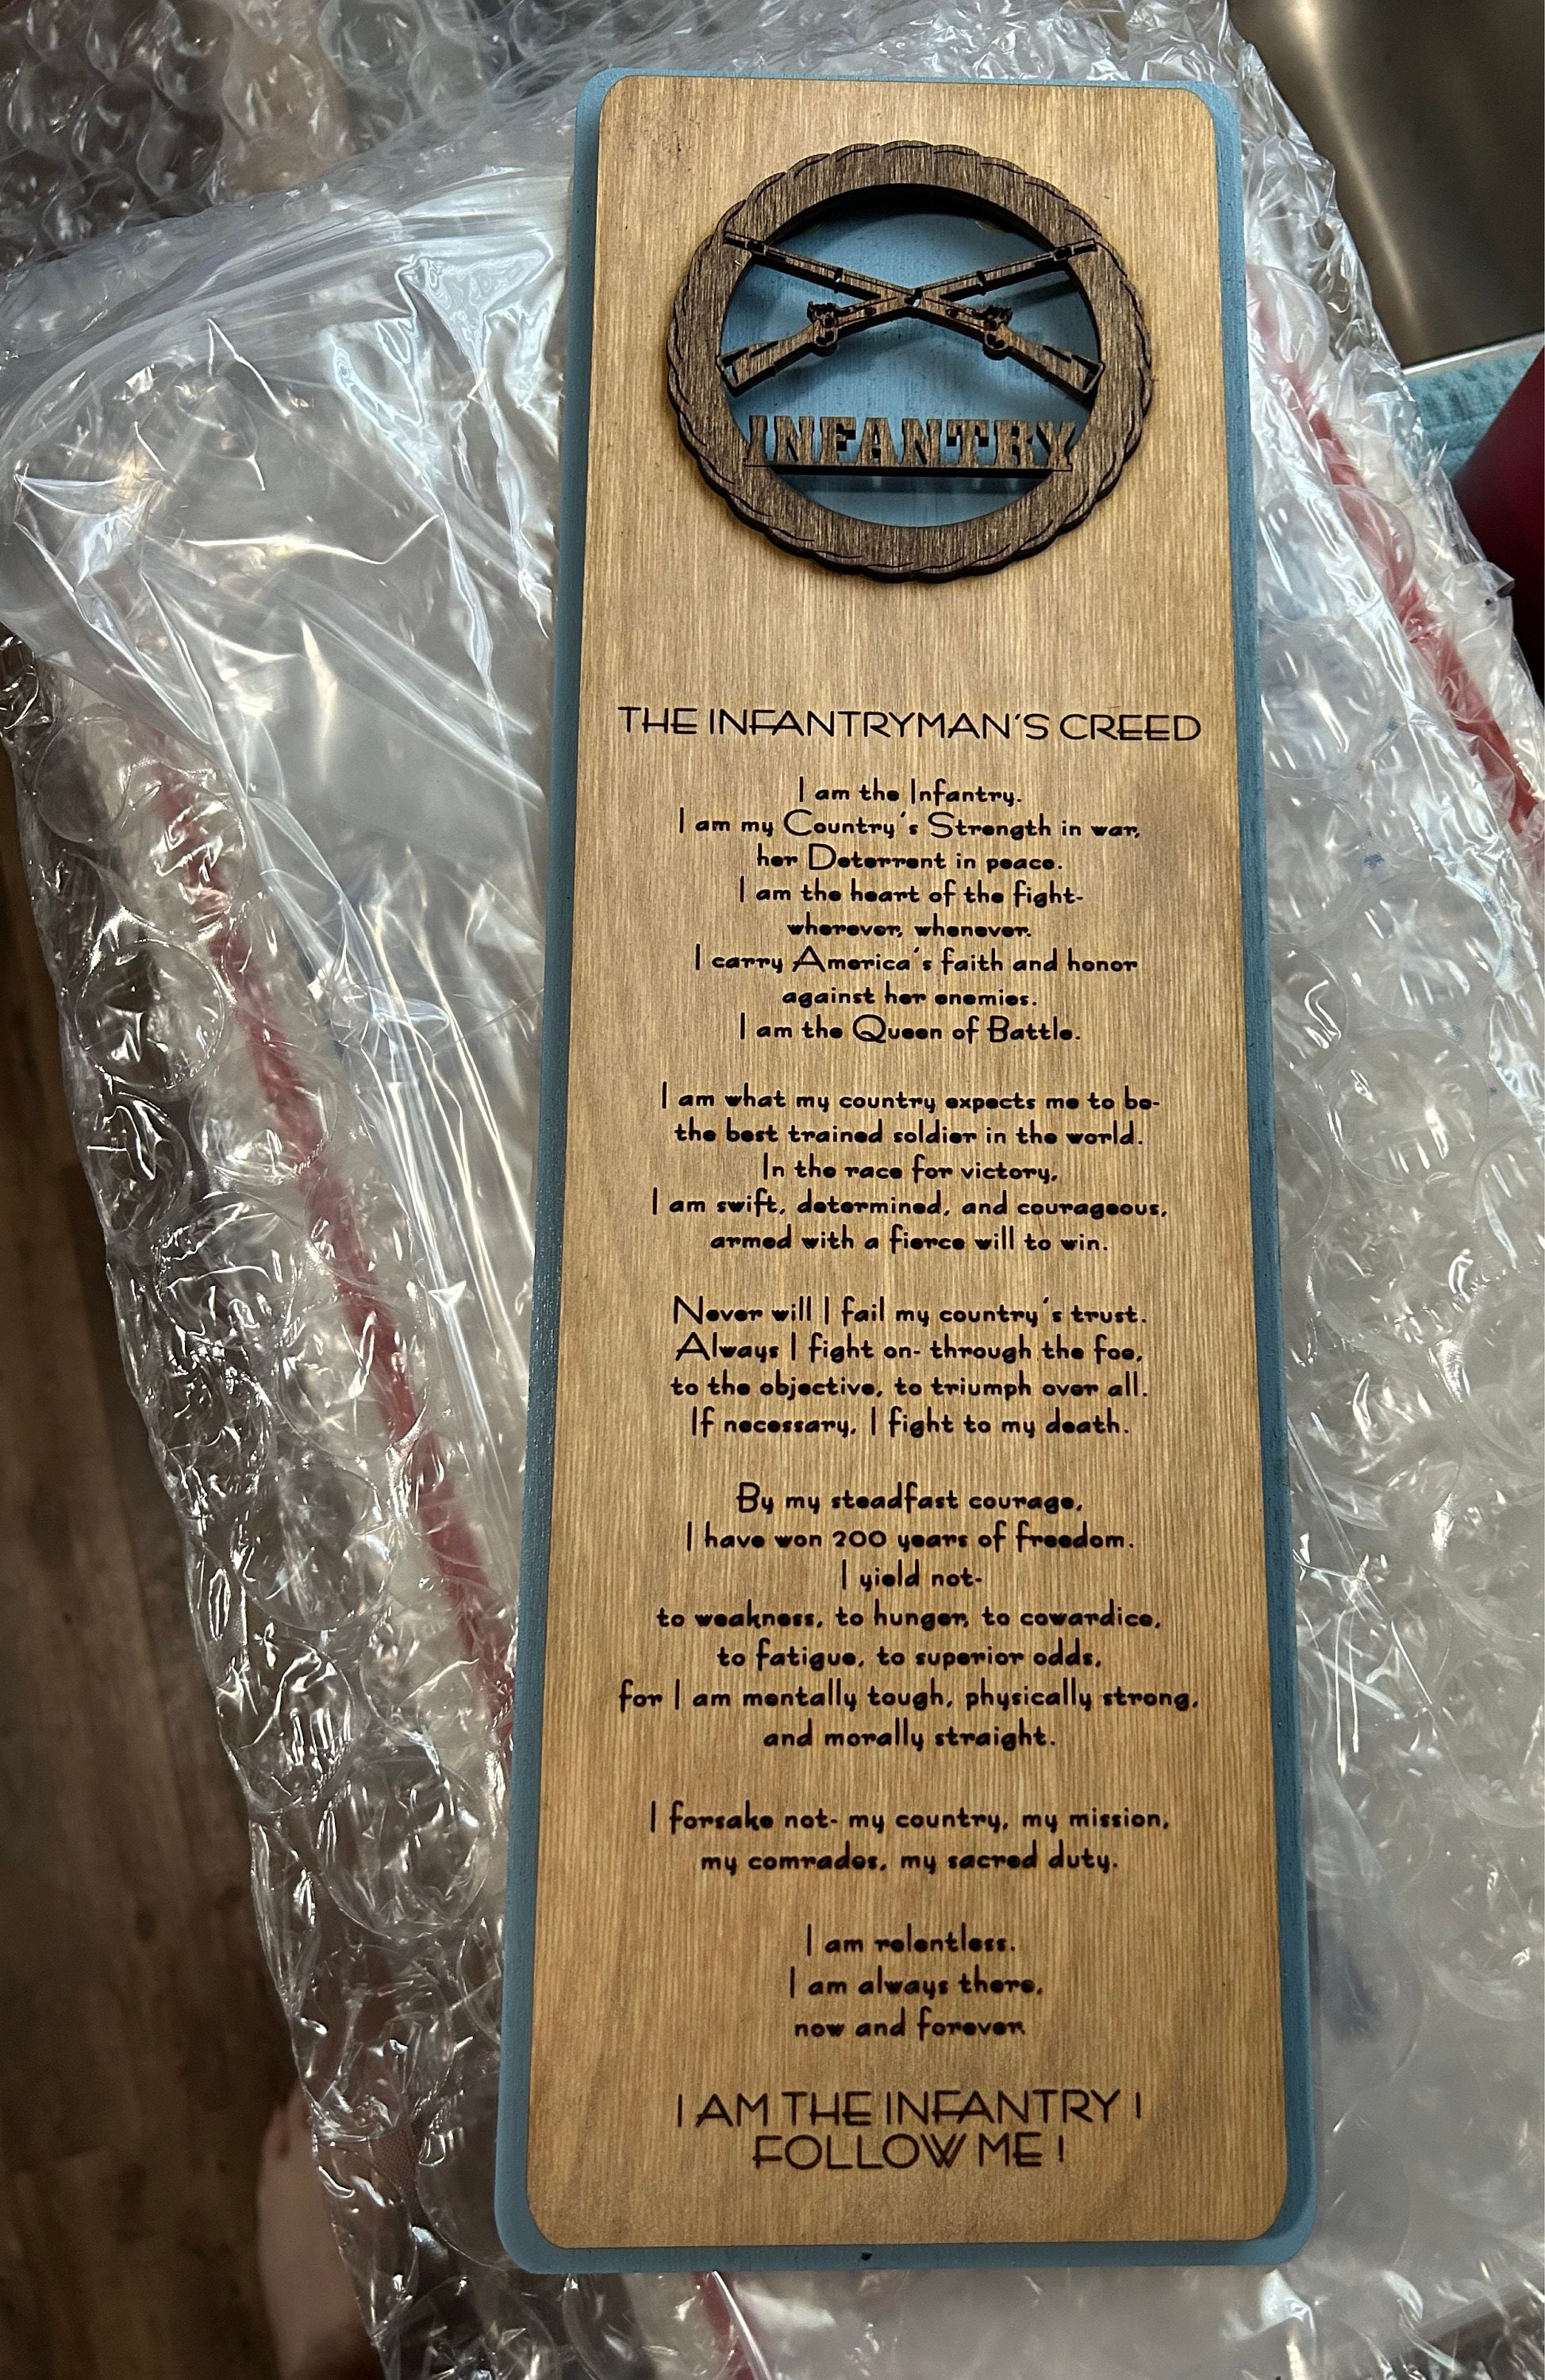 INFANTRY
THE INFANTRYMAN'S CREED
I am the Infantry.
I am my Country's Strength in war,
her Deterrent in peace.
I am the heart of the fight-
wherever, whenever.
I carry America's faith and honor
against her enemies.
I am the Queen of Battle.
I am what my country expects me to be-
the best trained soldier in the world.
In the race for victory,
I am swift, determined, and courageous,
armed with a fierce will to win.
Never will I fail my country's trust.
Always I fight on- through the foe,
to the objective, to triumph over all.
If necessary, I fight to my death.
By my steadfast courage,
I have won 200 years of freedom.
I yield not-
to weakness, to hunger, to cowardice,
to fatigue, to superior odds,
for I am mentally tough, physically strong,
and morally straight.
I forsake not- my country, my mission,
my comrades, my sacred duty.
I am relentless.
I am always there,
now and forever.
I AM THE INFANTRY !
FOLLOW ME !